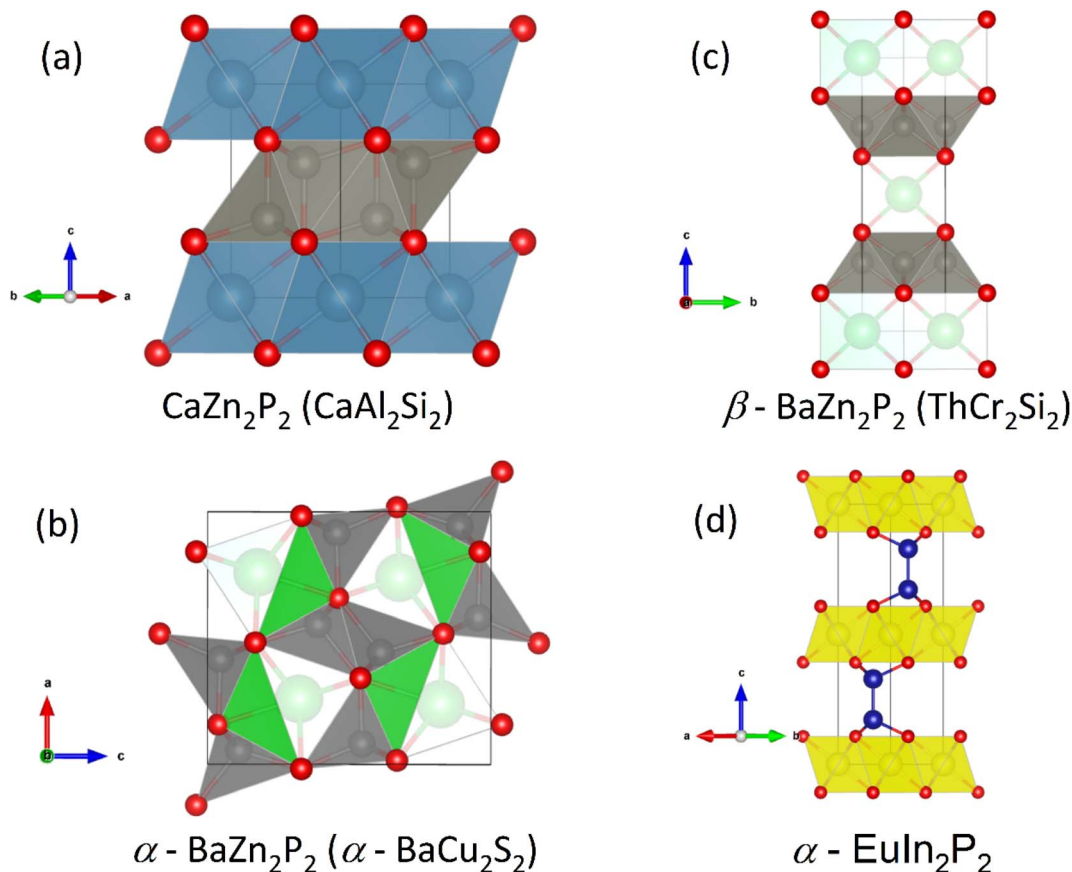 (a)
c
b
a
CaZn₂P₂ (CaAl₂Si₂)
(c)
c
a
b
β - BaZn₂P₂ (ThCr₂Si₂)
(b)
a
b
c
α - BaZn₂P₂ (α - BaCu₂S₂)
(d)
c
a
b
α - EuIn₂P₂